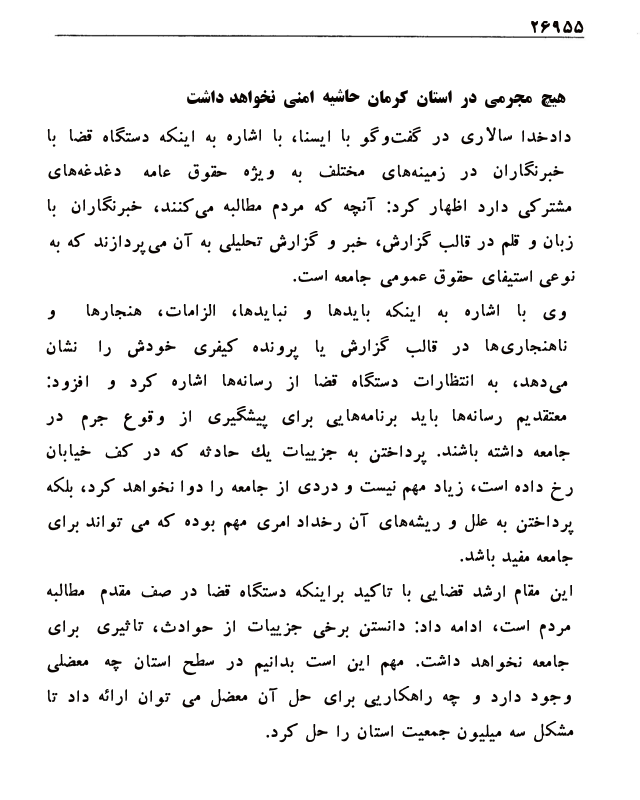 ۲۶۹۵۵
هیچ مجرمی در استان کرمان حاشیه امنی نخواهد داشت
دادخدا سالاری در گفت‌وگو با ایسنا، با اشاره به اینکه دستگاه قضا با
خبرنگاران در زمینه‌های مختلف به ویژه حقوق عامه دغدغه‌های
مشترکی دارد اظهار کرد: آنچه که مردم مطالبه می‌کنند، خبرنگاران با
زبان و قلم در قالب گزارش، خبر و گزارش تحلیلی به آن می‌پردازند که به
نوعی استیفای حقوق عمومی جامعه است.
وی با اشاره به اینکه بایدها و نبایدها، الزامات، هنجارها و
ناهنجاری‌ها در قالب گزارش یا پرونده کیفری خودش را نشان
می‌دهد، به انتظارات دستگاه قضا از رسانه‌ها اشاره کرد و افزود:
معتقدیم رسانه‌ها باید برنامه‌هایی برای پیشگیری از وقوع جرم در
جامعه داشته باشند. پرداختن به جزییات یك حادثه که در کف خیابان
رخ داده است، زیاد مهم نیست و دردی از جامعه را دوا نخواهد کرد، بلکه
پرداختن به علل و ریشه‌های آن رخداد امری مهم بوده که می تواند برای
جامعه مفید باشد.
این مقام ارشد قضایی با تاکید براینکه دستگاه قضا در صف مقدم مطالبه
مردم است، ادامه داد: دانستن برخی جزییات از حوادث، تاثیری برای
جامعه نخواهد داشت. مهم این است بدانیم در سطح استان چه معضلی
وجود دارد و چه راهکاریی برای حل آن معضل می توان ارائه داد تا
مشکل سه میلیون جمعیت استان را حل کرد.